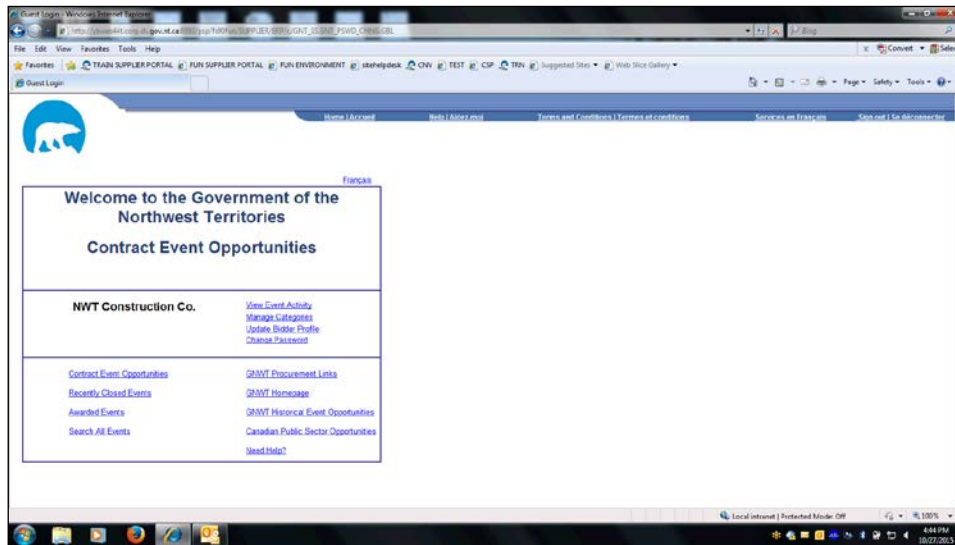 Guest Login - Windows Internet Explorer
Bing
File Edit View Favorites Tools Help
Convert
Favorites TRAIN SUPPLIER PORTAL FUN SUPPLIER PORTAL FUN ENVIRONMENT sitehelpdesk CNV TEST CSP TRN Suggested Sites Web Slice Gallery
Guest Login
Page Safety Tools
Home | Accueil Help | Aidez moi Terms and Conditions | Termes et conditions Services en Français Sign out | Se déconnecter
Français
Welcome to the Government of the
Northwest Territories
Contract Event Opportunities
NWT Construction Co.
View Event Activity
Manage Categories
Update Bidder Profile
Change Password
Contract Event Opportunities GNWT Procurement Links
Recently Closed Events GNWT Homepage
Awarded Events GNWT Historical Event Opportunities
Search All Events Canadian Public Sector Opportunities
Need Help?
Local intranet | Protected Mode: Off 100%
4:44 PM
10/27/2015